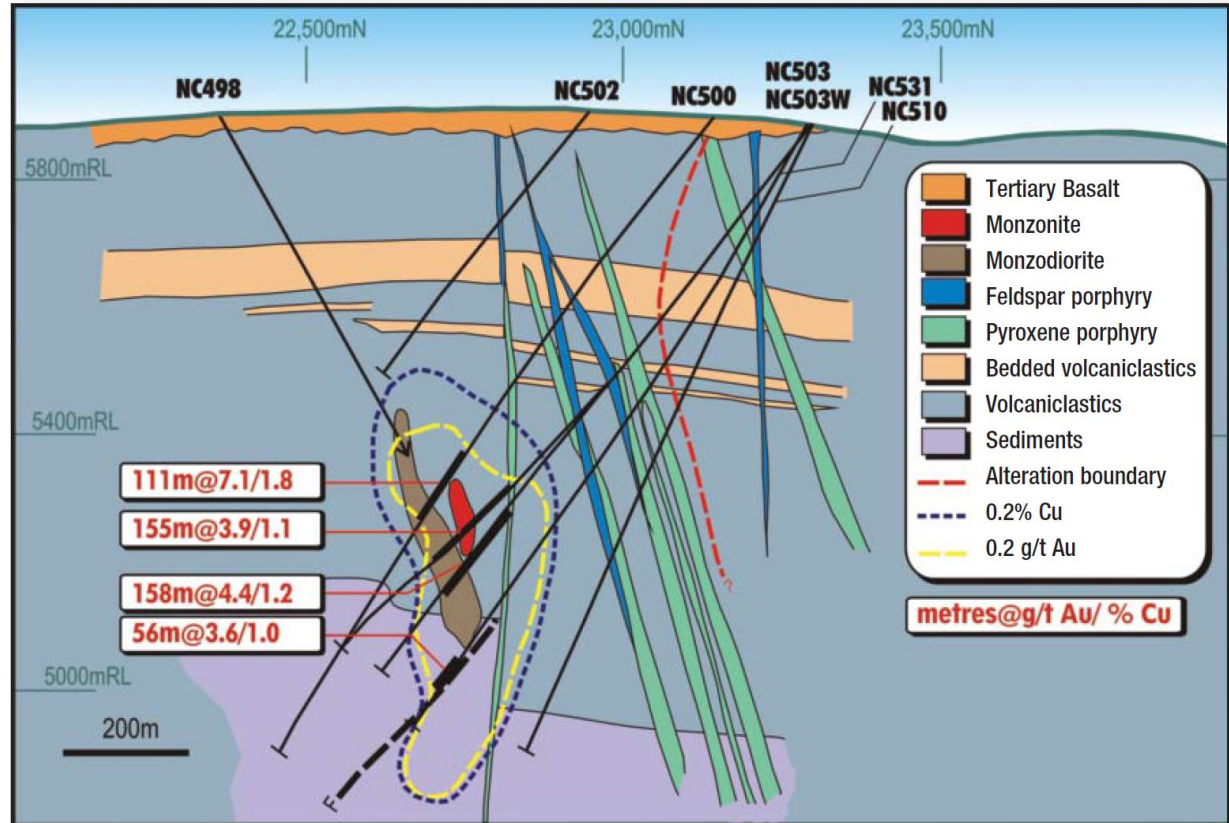 22,500mN
23,000mN
23,500mN
NC498
NC502
NC500
NC503
NC503W
NC531
NC510
5800mRL
5400mRL
5000mRL
Tertiary Basalt
Monzonite
Monzodiorite
Feldspar porphyry
Pyroxene porphyry
Bedded volcaniclastics
Volcaniclastics
Sediments
Alteration boundary
0.2% Cu
0.2 g/t Au
metres@g/t Au/ % Cu
111m@7.1/1.8
155m@3.9/1.1
158m@4.4/1.2
56m@3.6/1.0
?
F
200m